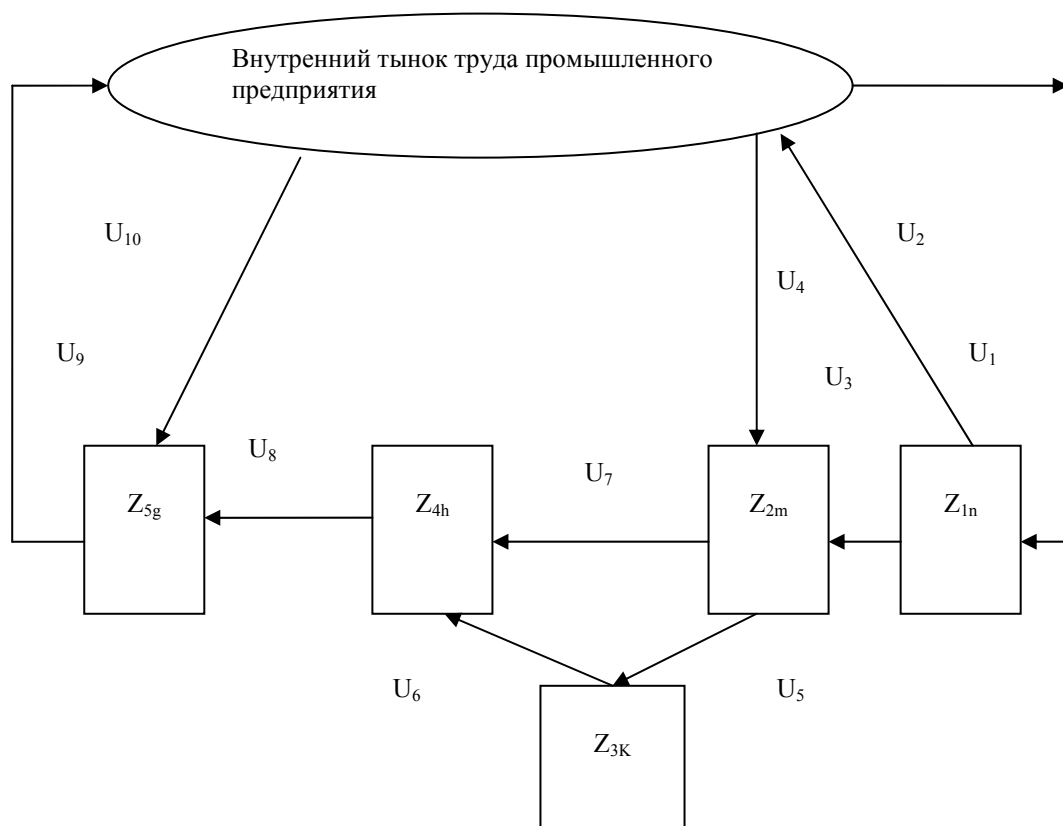 Внутренний тынок труда промышленного
предприятия
U₁₀
U₂
U₄
U₉
U₃
U₁
U₈
U₇
Z₅g
Z₄h
Z₂m
Z₁n
U₆
U₅
Z₃K